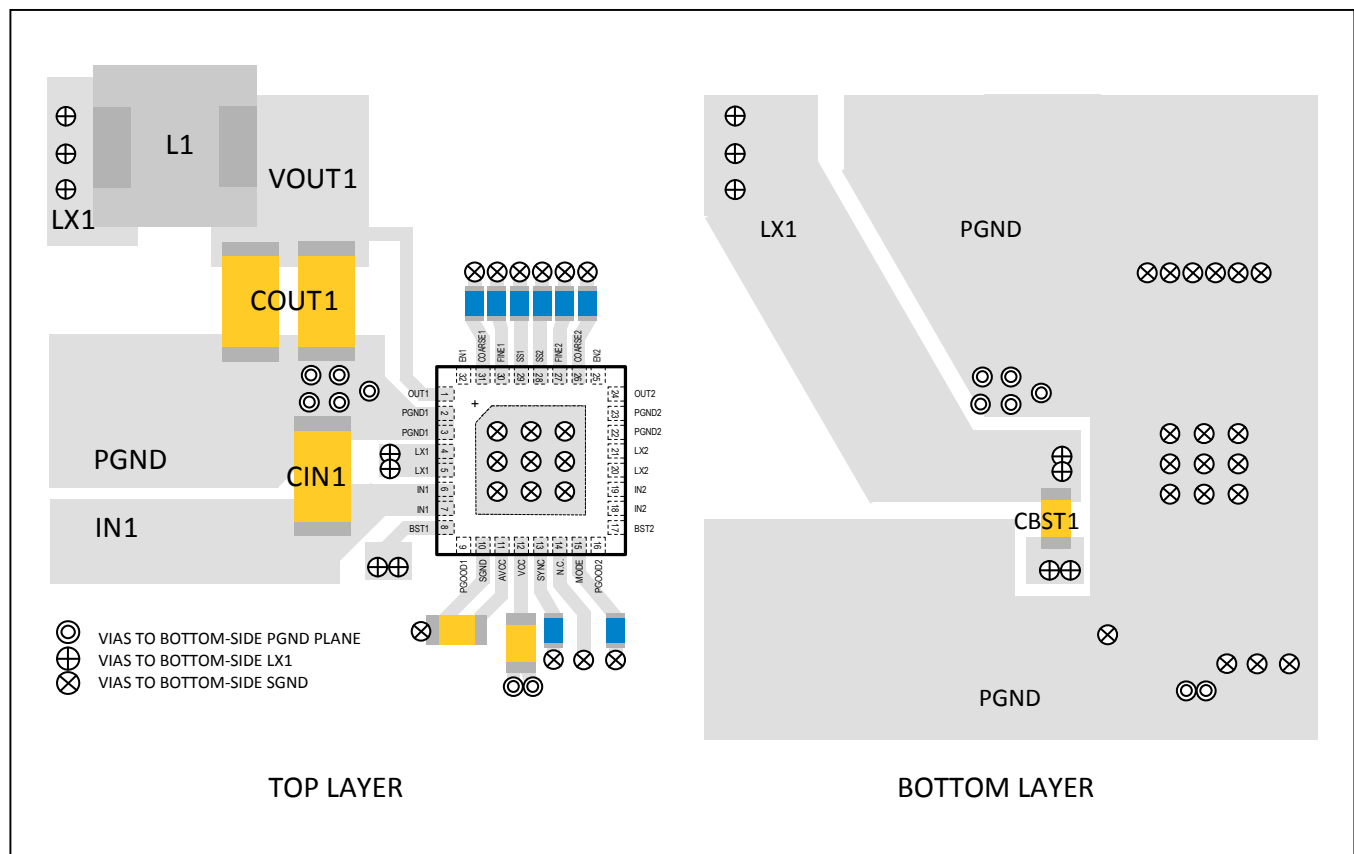 L1
VOUT1
LX1
COUT1
PGND
CIN1
IN1
EN1
COARSE1
FINE1
SS1
SS2
FINE2
COARSE2
EN2
32
31
30
29
28
27
26
25
OUT1
1
PGND1
2
PGND1
3
LX1
4
LX1
5
IN1
6
IN1
7
BST1
8
+
24
OUT2
23
PGND2
22
PGND2
21
LX2
20
LX2
19
IN2
18
IN2
17
BST2
9
10
11
12
13
14
15
16
PGOOD1
SGND
AVCC
VCC
SYNC
N.C.
MODE
PGOOD2
VIAS TO BOTTOM-SIDE PGND PLANE
VIAS TO BOTTOM-SIDE LX1
VIAS TO BOTTOM-SIDE SGND
TOP LAYER
LX1
PGND
CBST1
PGND
BOTTOM LAYER